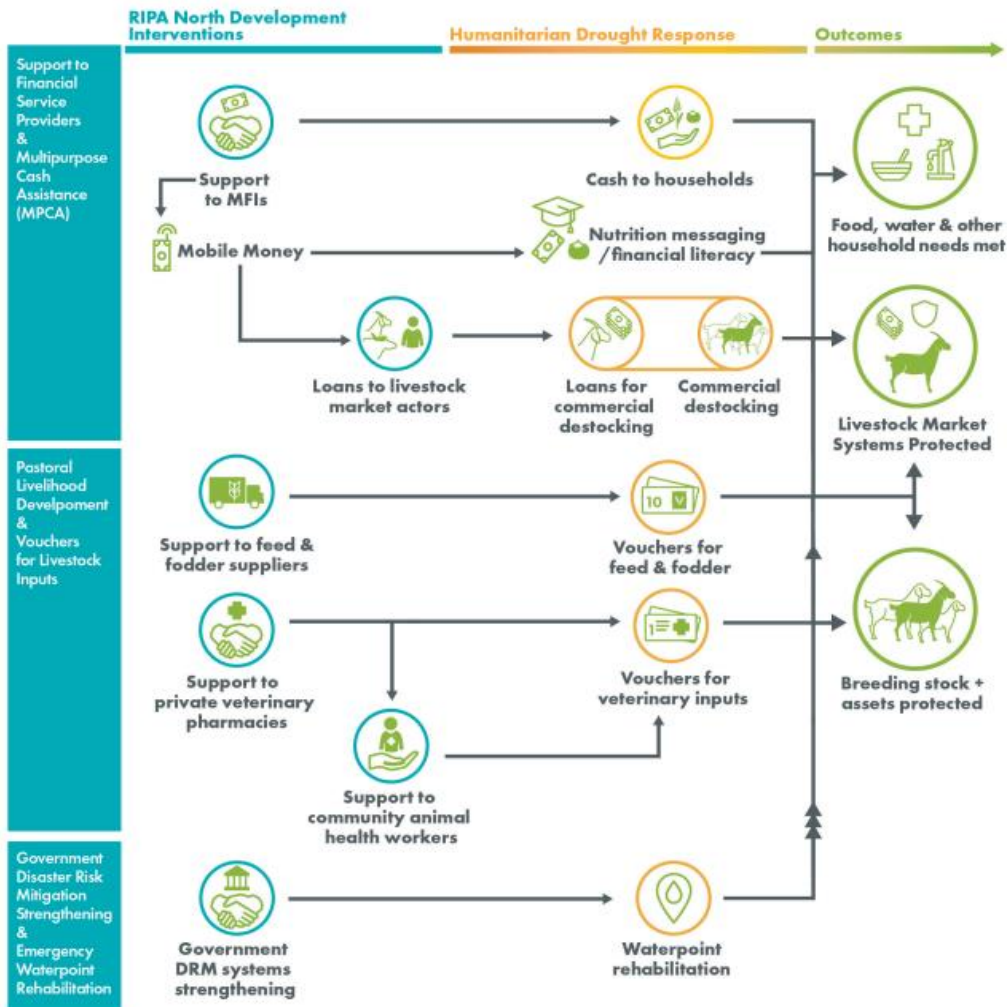 RIPA North Development
Interventions
Humanitarian Drought Response
Outcomes
Support to
Financial
Service
Providers
&
Multipurpose
Cash
Assistance
(MPCA)
Support
to MFIs
Cash to households
Food, water & other
household needs met
Mobile Money
Nutrition messaging
/financial literacy
Loans to livestock
market actors
Loans for
commercial
destocking
Commercial
destocking
Livestock Market
Systems Protected
Pastoral
Livelihood
Develpoment
&
Vouchers
for Livestock
Inputs
10 V
Support to feed &
fodder suppliers
Vouchers for
feed & fodder
1
Support to
private veterinary
pharmacies
Vouchers for
veterinary inputs
Breeding stock +
assets protected
Support to
community animal
health workers
Government
Disaster Risk
Mitigation
Strengthening
&
Emergency
Waterpoint
Rehabilitation
Government
DRM systems
strengthening
Waterpoint
rehabilitation